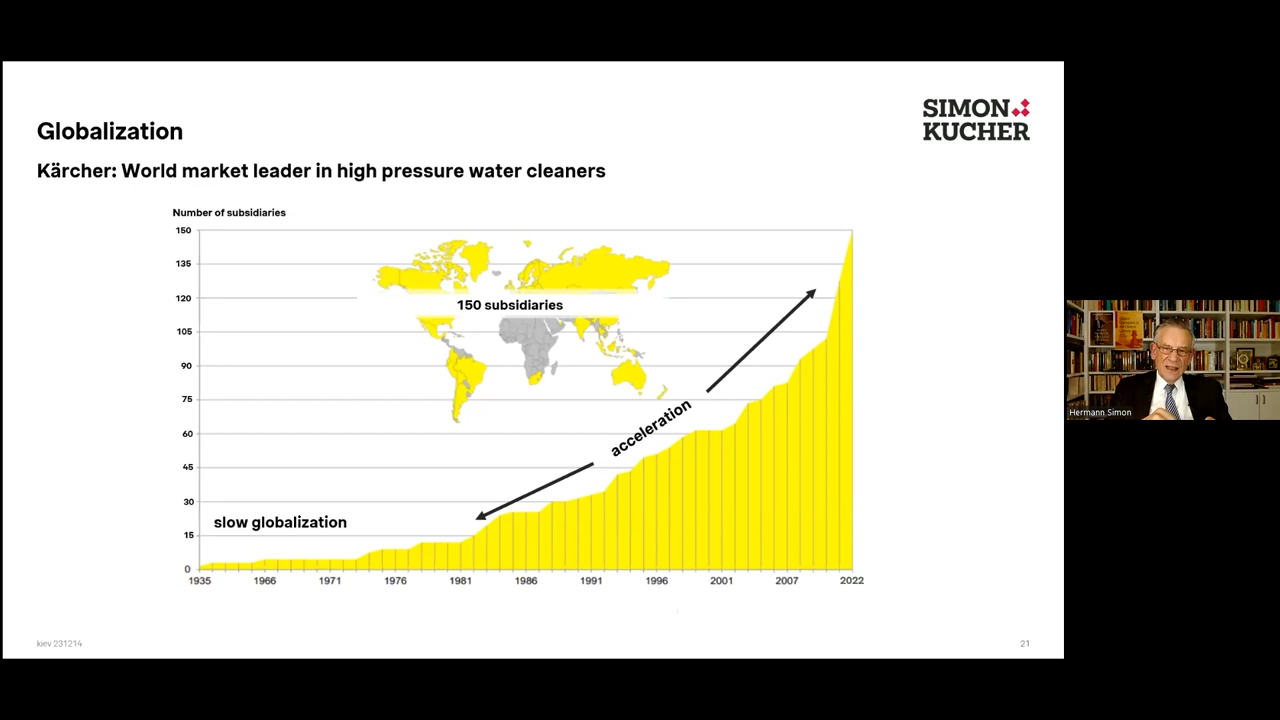 Globalization
SIMON
KUCHER
Kärcher: World market leader in high pressure water cleaners
Number of subsidiaries
150
135
120
105
90
75
60
45
30
15
0
150 subsidiaries
acceleration
slow globalization
1935 1966 1971 1976 1981 1986 1991 1996 2001 2007 2022
kiev 231214
21
Hermann Simon